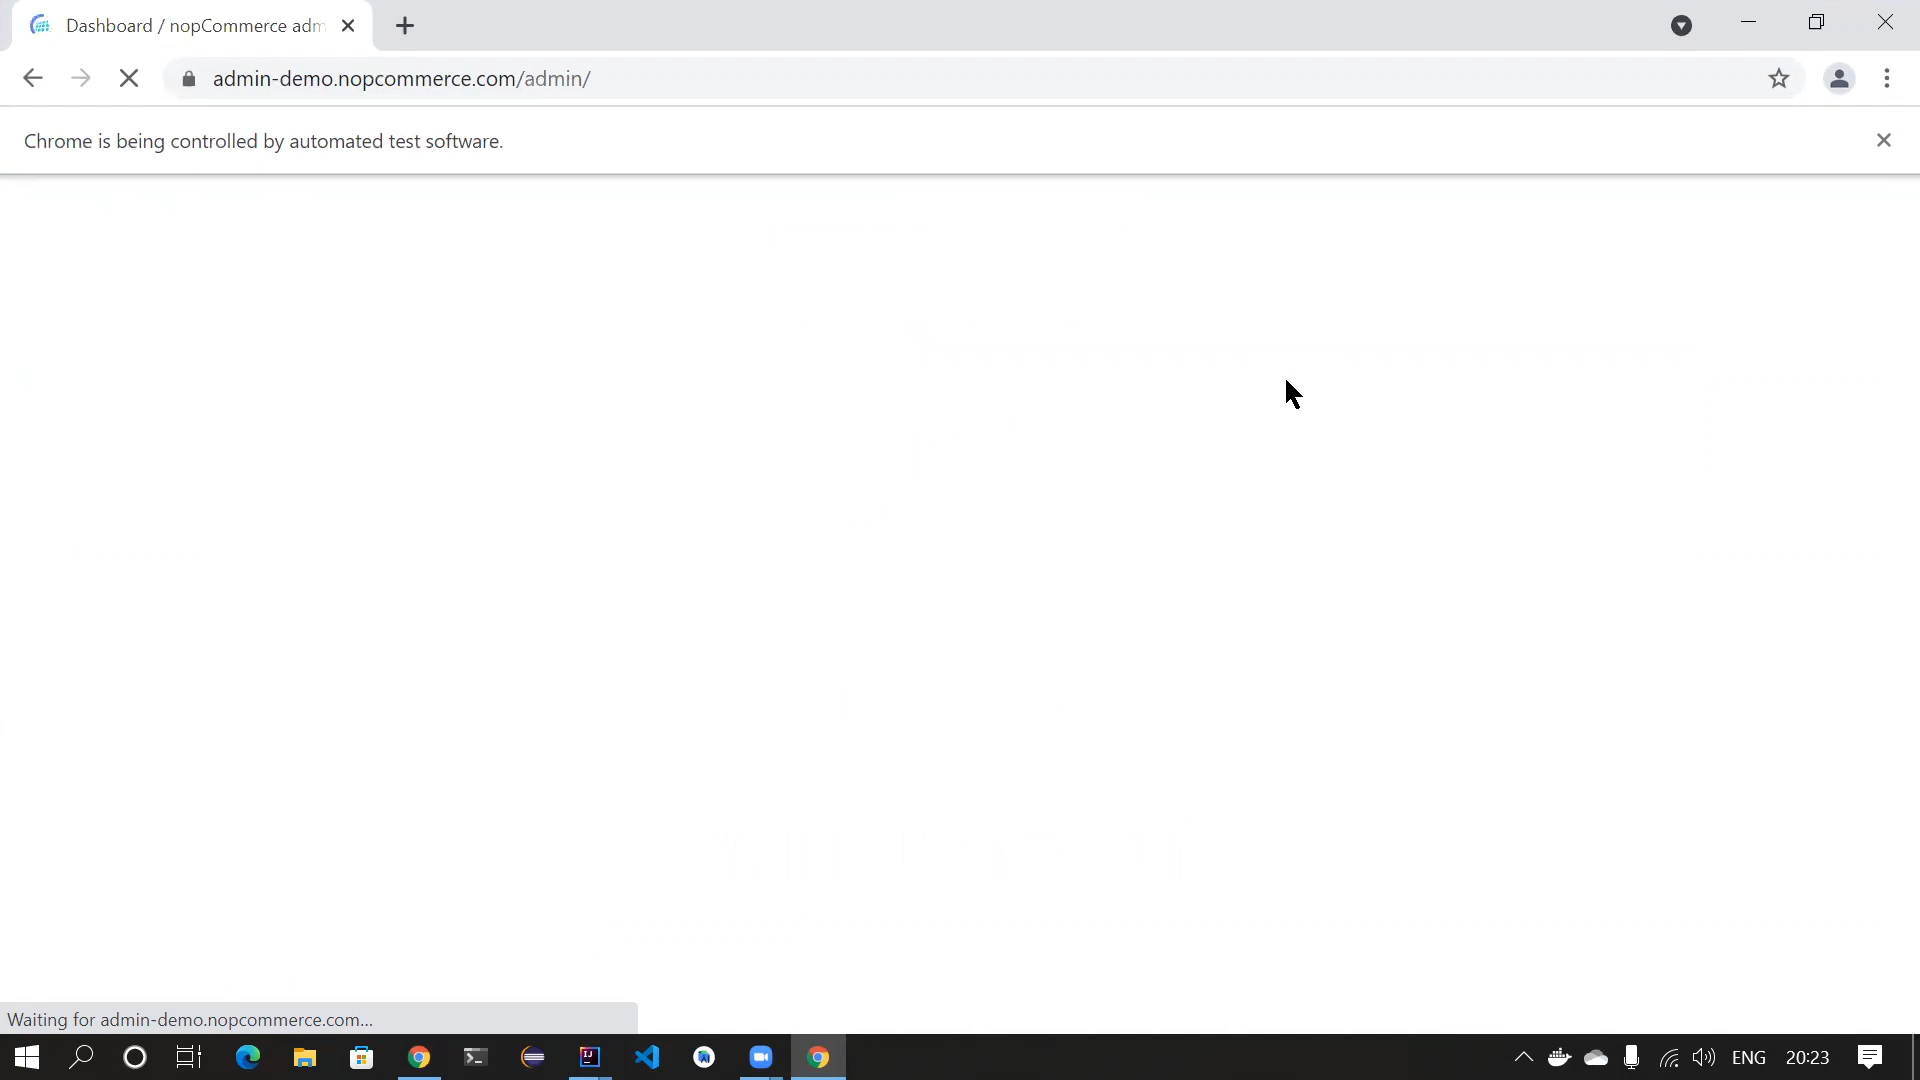 Dashboard / nopCommerce adm
admin-demo.nopcommerce.com/admin/
Chrome is being controlled by automated test software.
Waiting for admin-demo.nopcommerce.com...
ENG
20:23